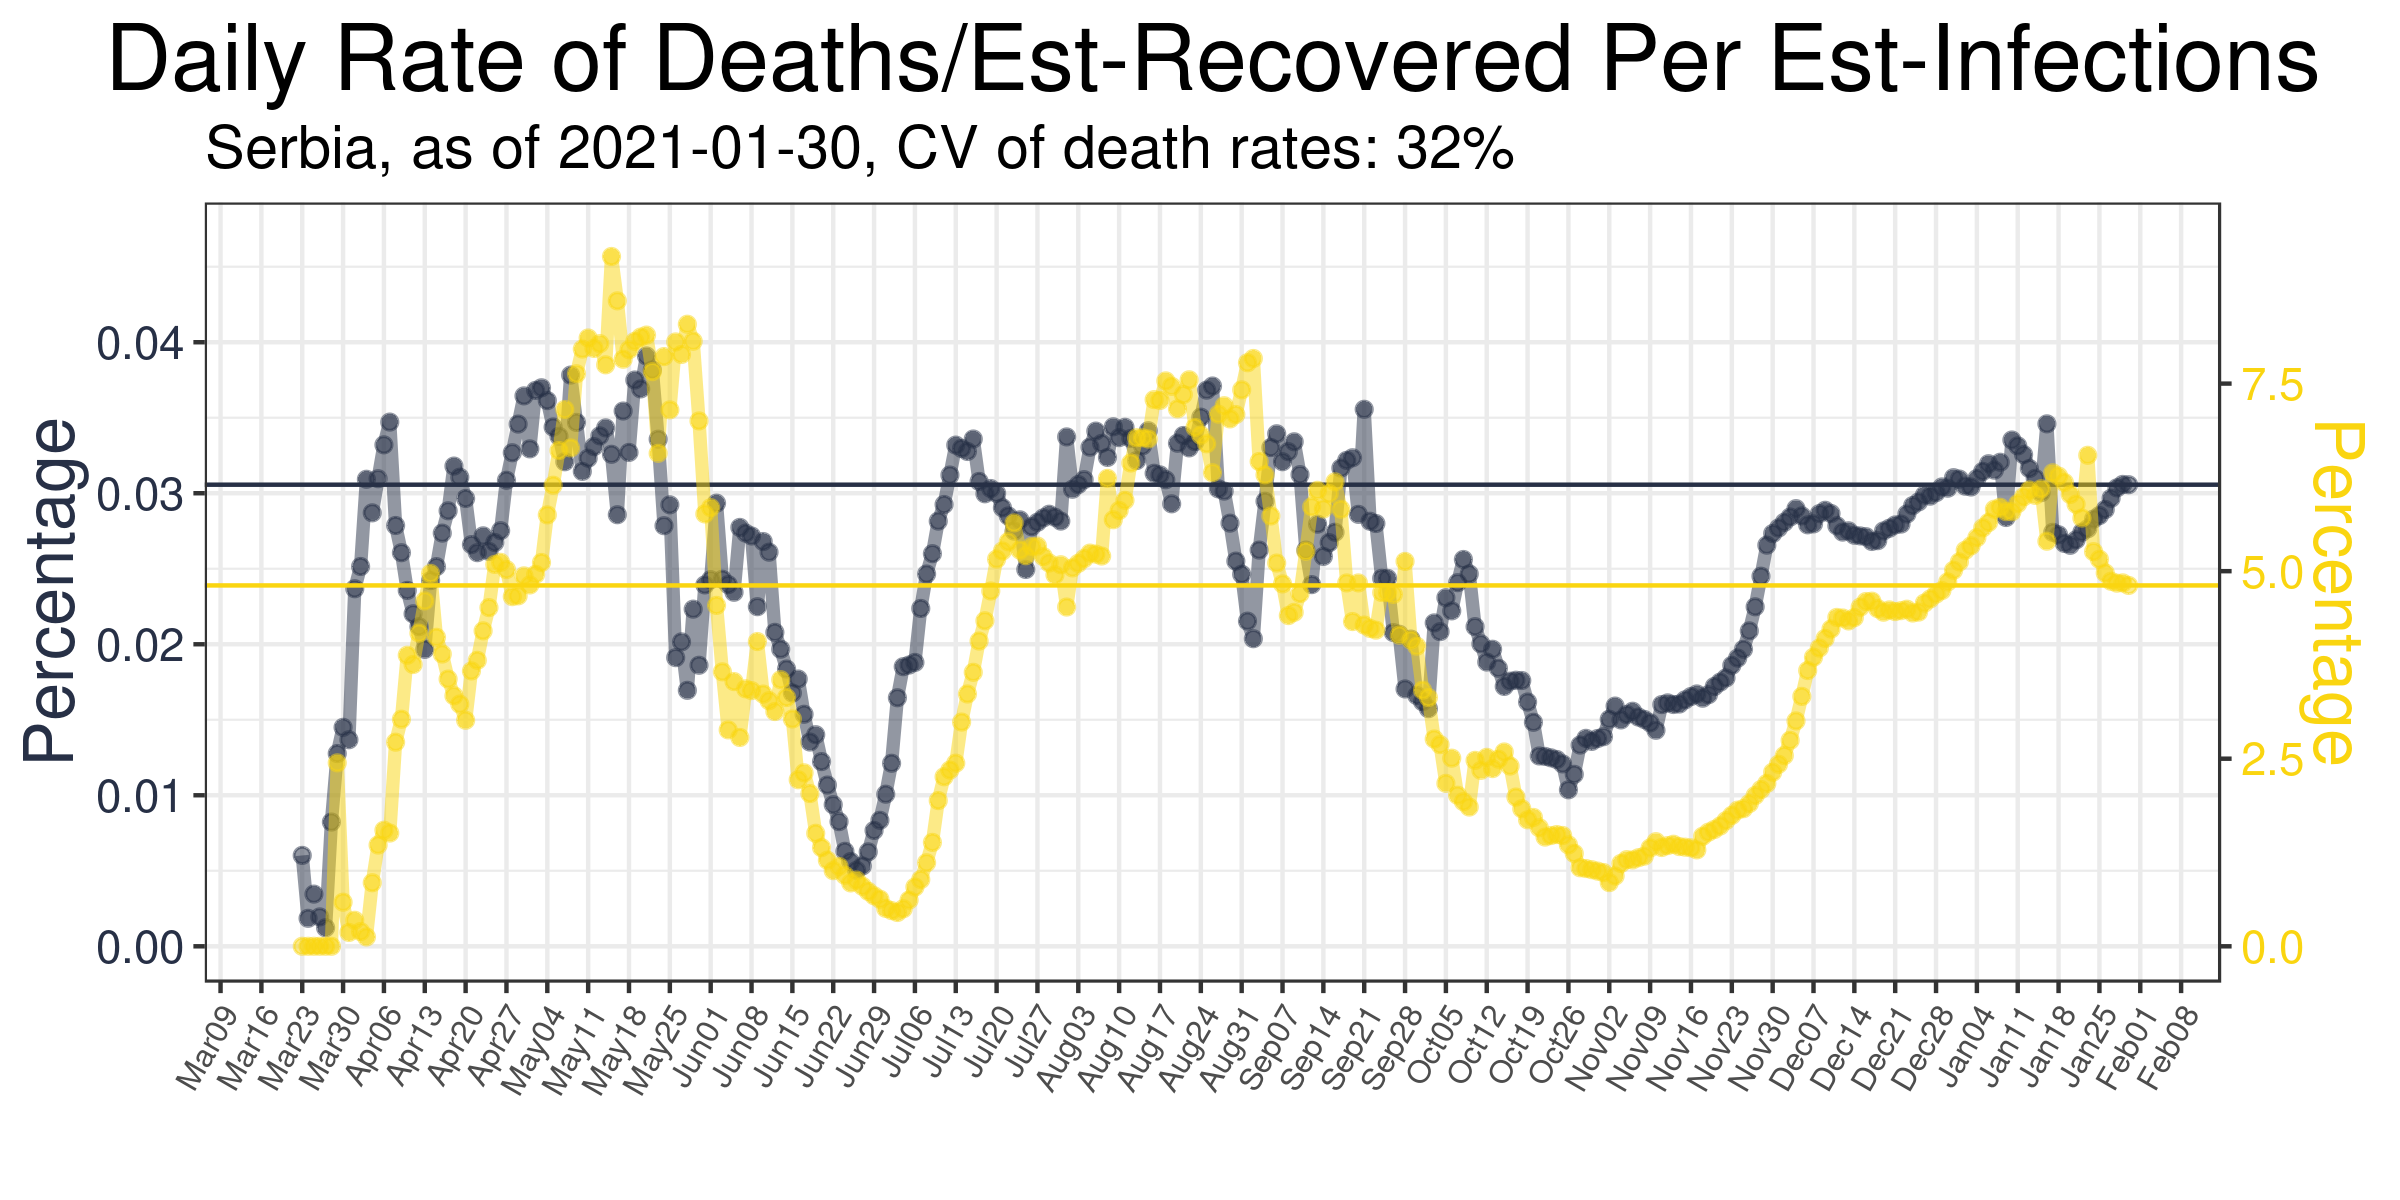 Daily Rate of Deaths/Est-Recovered Per Est-Infections
Serbia, as of 2021-01-30, CV of death rates: 32%
Percentage
0.04
0.03
0.02
0.01
0.00
7.5
5.0
2.5
0.0
Percentage
Mar09 Mar16 Mar23 Mar30 Apr06 Apr13 Apr20 Apr27 May04 May11 May18 May25 Jun01 Jun08 Jun15 Jun22 Jun29 Jul06 Jul13 Jul20 Jul27 Aug03 Aug10 Aug17 Aug24 Aug31 Sep07 Sep14 Sep21 Sep28 Oct05 Oct12 Oct19 Oct26 Nov02 Nov09 Nov16 Nov23 Nov30 Dec07 Dec14 Dec21 Dec28 Jan04 Jan11 Jan18 Jan25 Feb01 Feb08